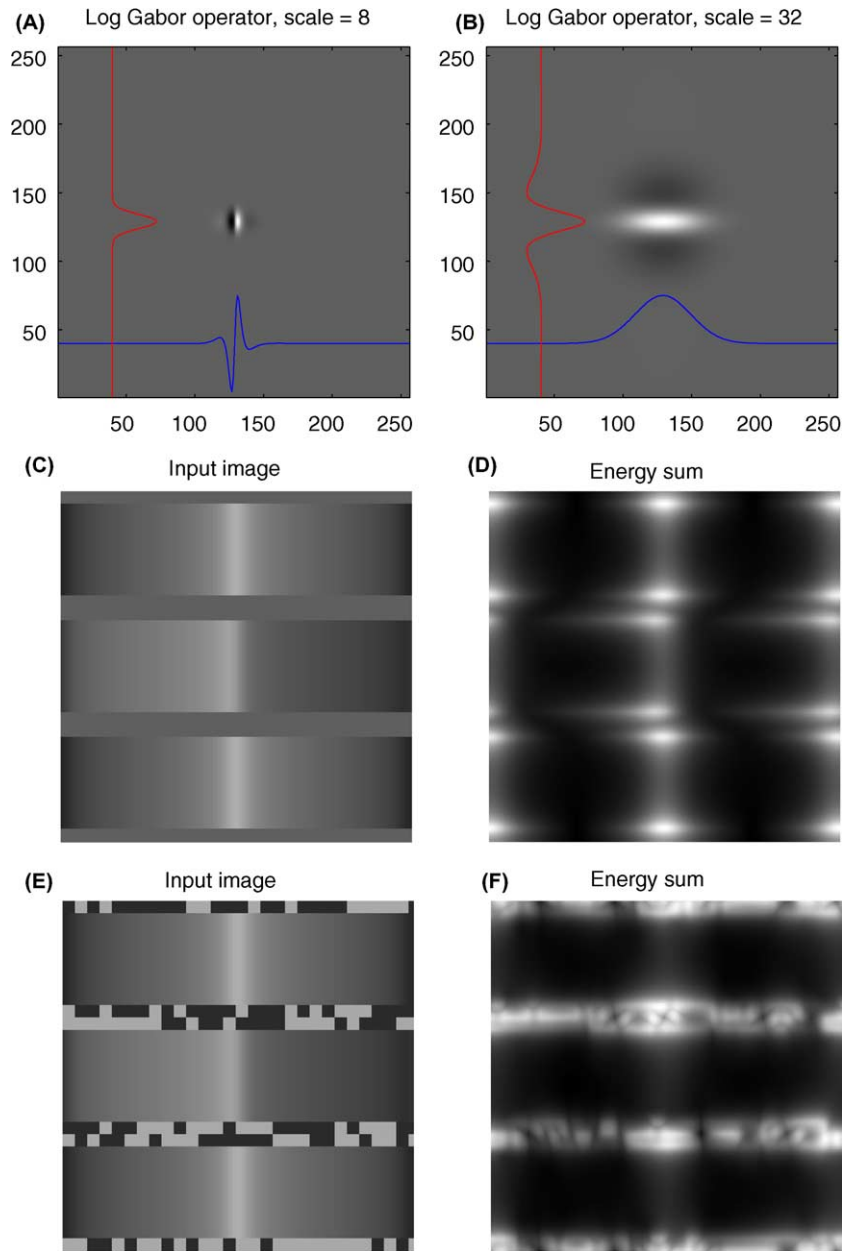 (A) Log Gabor operator, scale = 8
(B) Log Gabor operator, scale = 32
250
200
150
100
50
50 100 150 200 250
250
200
150
100
50
50 100 150 200 250
(C) Input image
(D) Energy sum
(E) Input image
(F) Energy sum